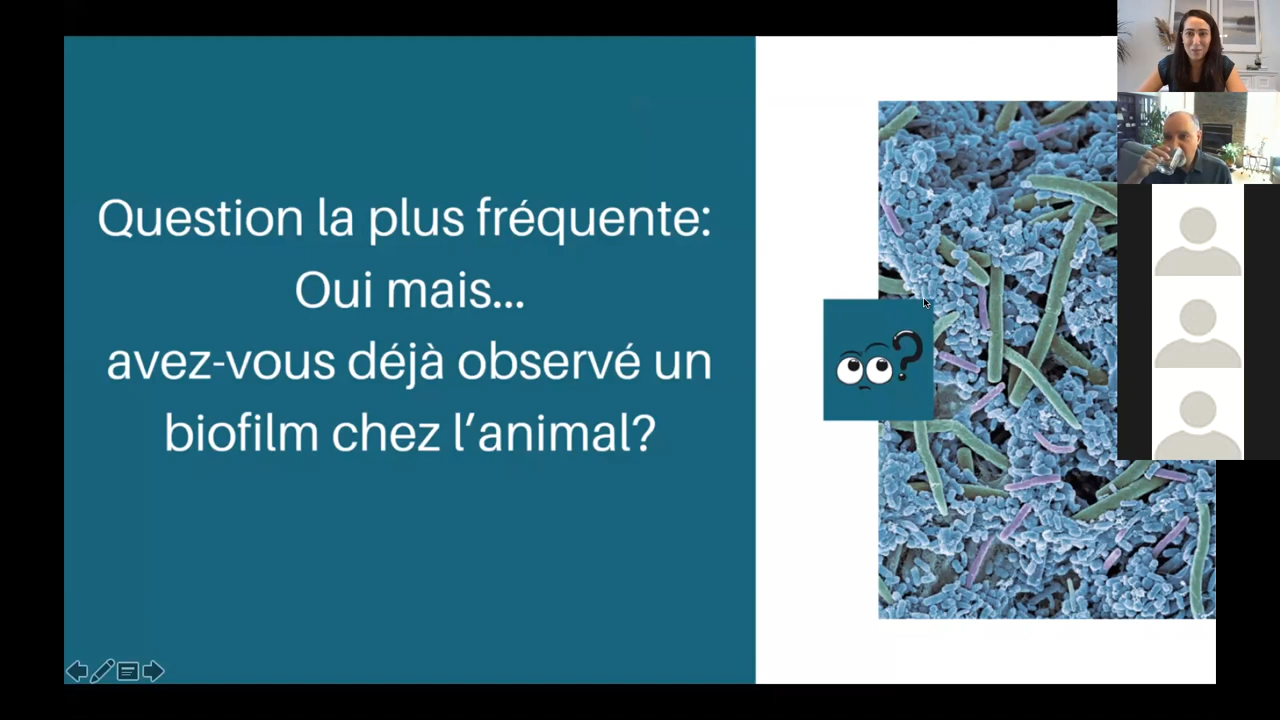 Question la plus fréquente:
Oui mais...
avez-vous déjà observé un
biofilm chez l'animal?
?